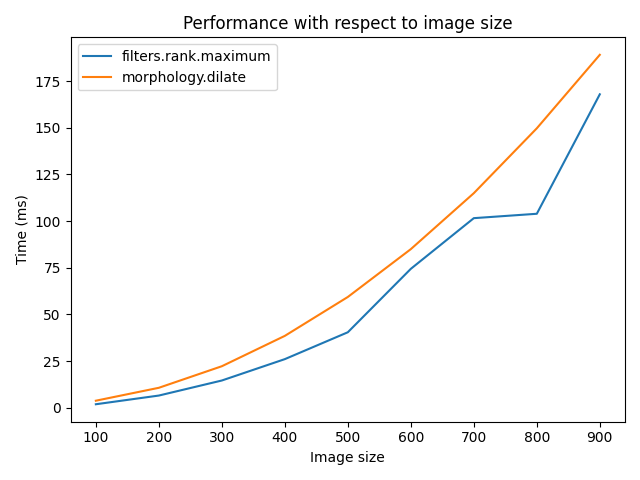 Performance with respect to image size
filters.rank.maximum
morphology.dilate
Time (ms)
175
150
125
100
75
50
25
0
100 200 300 400 500 600 700 800 900
Image size